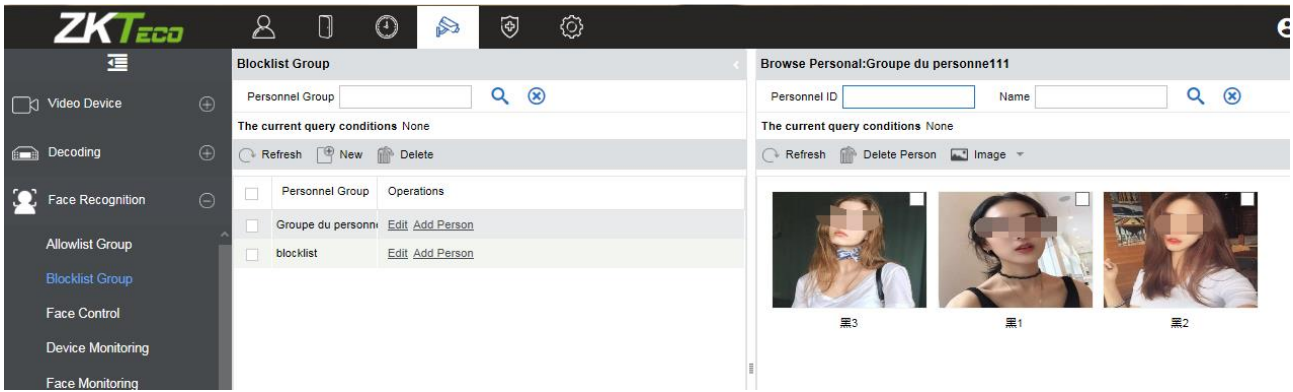 ZKTECO
Blocklist Group
Browse Personal:Groupe du personne111
Video Device
Personnel Group
Personnel ID
Name
The current query conditions None
The current query conditions None
Decoding
Refresh New Delete
Refresh Delete Person Image
Face Recognition
Personnel Group Operations
Groupe du personne Edit Add Person
blocklist Edit Add Person
Allowlist Group
Blocklist Group
Face Control
Device Monitoring
Face Monitoring
黑3
黑1
黑2